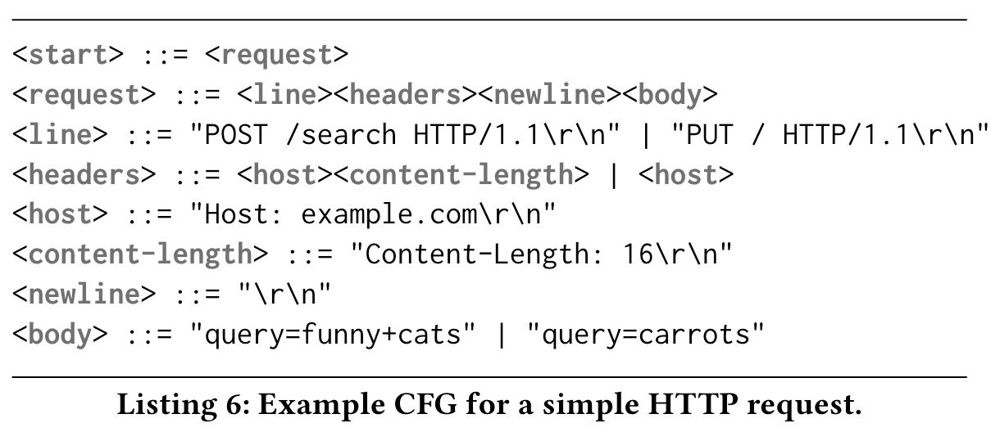 <start> ::= <request>
<request> ::= <line><headers><newline><body>
<line> ::= "POST /search HTTP/1.1\r\n" | "PUT / HTTP/1.1\r\n"
<headers> ::= <host><content-length> | <host>
<host> ::= "Host: example.com\r\n"
<content-length> ::= "Content-Length: 16\r\n"
<newline> ::= "\r\n"
<body> ::= "query=funny+cats" | "query=carrots"
Listing 6: Example CFG for a simple HTTP request.